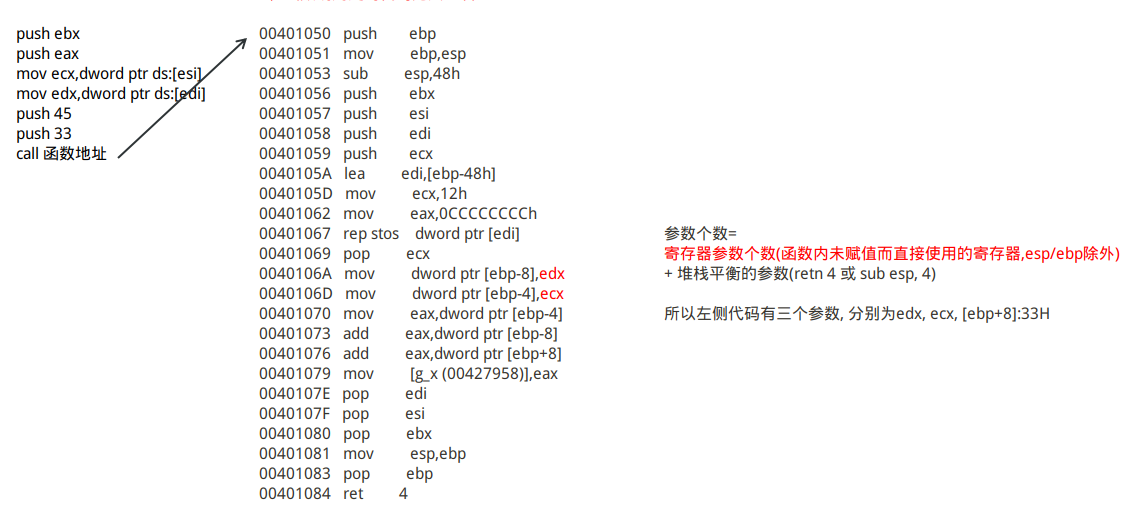 push ebx
push eax
mov ecx,dword ptr ds:[esi]
mov edx,dword ptr ds:[edi]
push 45
push 33
call 函数地址
00401050 push ebp
00401051 mov ebp,esp
00401053 sub esp,48h
00401056 push ebx
00401057 push esi
00401058 push edi
00401059 push ecx
0040105A lea edi,[ebp-48h]
0040105D mov ecx,12h
00401062 mov eax,0CCCCCCCCh
00401067 rep stos dword ptr [edi]
00401069 pop ecx
0040106A mov dword ptr [ebp-8],edx
0040106D mov dword ptr [ebp-4],ecx
00401070 mov eax,dword ptr [ebp-4]
00401073 add eax,dword ptr [ebp-8]
00401076 add eax,dword ptr [ebp+8]
00401079 mov [g_x (00427958)],eax
0040107E pop edi
0040107F pop esi
00401080 pop ebx
00401081 mov esp,ebp
00401083 pop ebp
00401084 ret 4
参数个数=
寄存器参数个数(函数内未赋值而直接使用的寄存器,esp/ebp除外)
+ 堆栈平衡的参数(retn 4 或 sub esp, 4)
所以左侧代码有三个参数, 分别为edx, ecx, [ebp+8]:33H